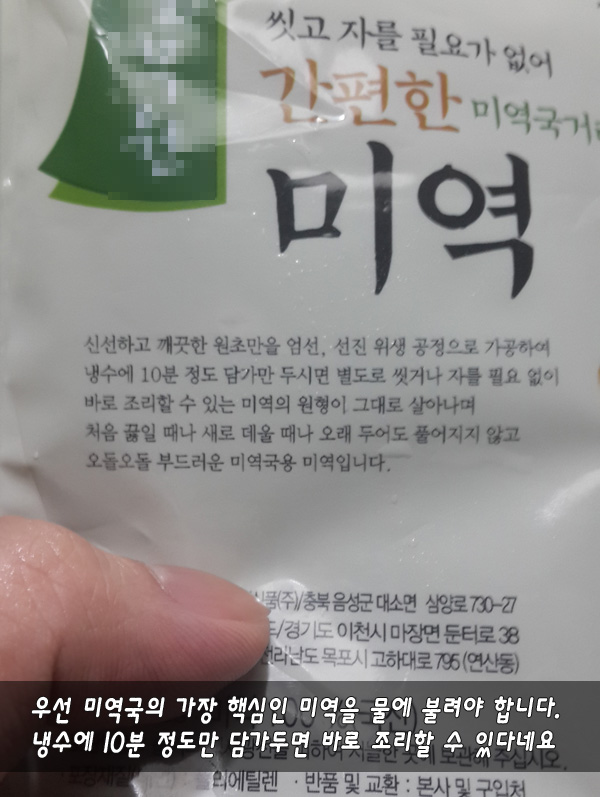 씻고 자를 필요가 없어
간편한 미역국거리
미역
신선하고 깨끗한 원초만을 엄선, 선진 위생 공정으로 가공하여
냉수에 10분 정도 담가만 두시면 별도로 씻거나 자를 필요 없이
바로 조리할 수 있는 미역의 원형이 그대로 살아나며
처음 끓일 때나 새로 데울 때나 오래 두어도 풀어지지 않고
오돌오돌 부드러운 미역국용 미역입니다.
식품(주)/충북 음성군 대소면 삼양로 730-27
/경기도 이천시 마장면 둔터로 38
전라남도 목포시 고하대로 795 (연산동)
우선 미역국의 가장 핵심인 미역을 물에 불려야 합니다.
냉수에 10분 정도만 담가두면 바로 조리할 수 있다네요
· 반품 및 교환 : 본사 및 구입처